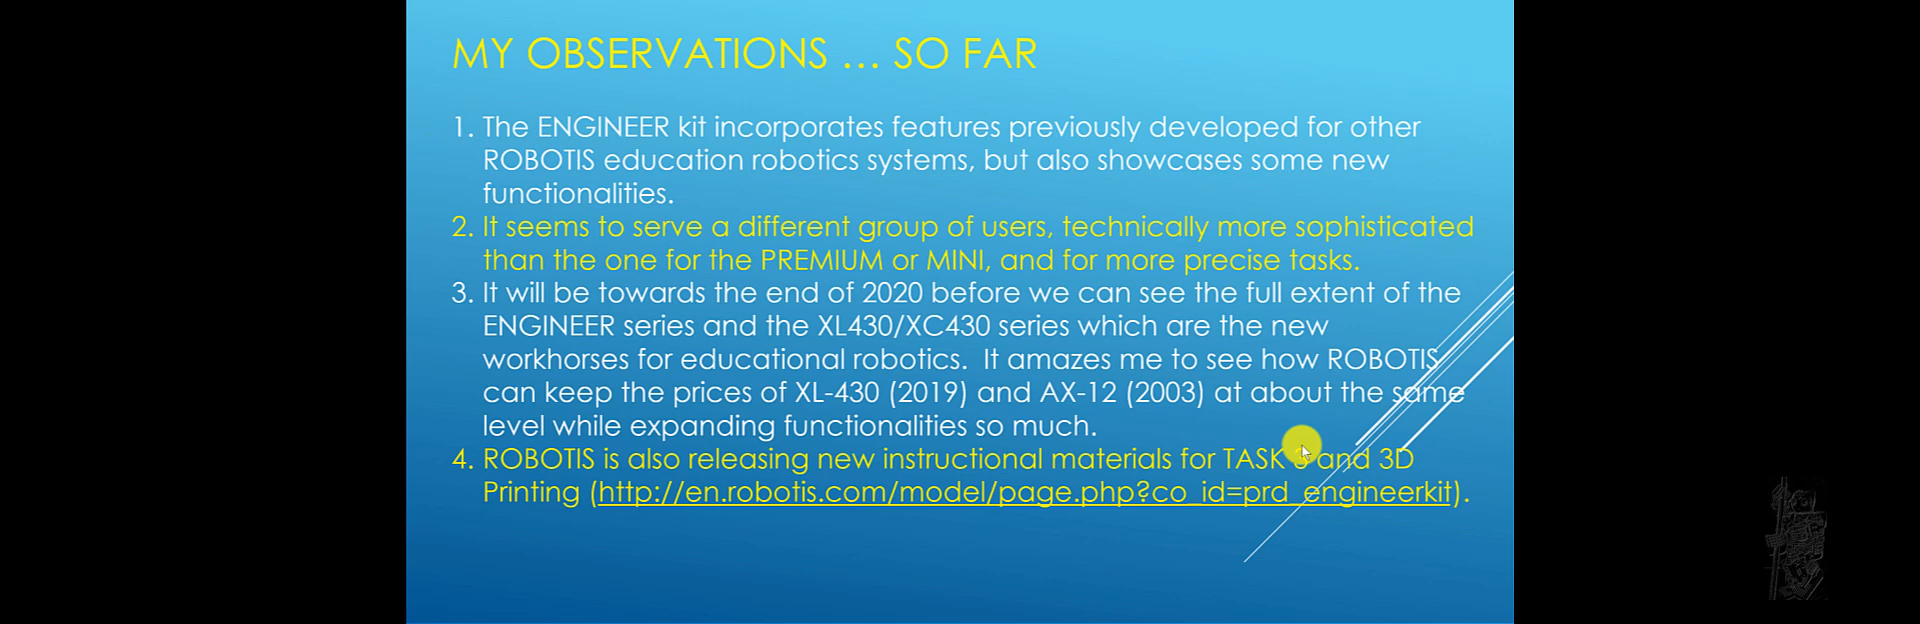 MY OBSERVATIONS ... SO FAR
1. The ENGINEER kit incorporates features previously developed for other
ROBOTIS education robotics systems, but also showcases some new
functionalities.
2. It seems to serve a different group of users, technically more sophisticated
than the one for the PREMIUM or MINI, and for more precise tasks.
3. It will be towards the end of 2020 before we can see the full extent of the
ENGINEER series and the XL430/XC430 series which are the new
workhorses for educational robotics.  It amazes me to see how ROBOTIS
can keep the prices of XL-430 (2019) and AX-12 (2003) at about the same
level while expanding functionalities so much.
4. ROBOTIS is also releasing new instructional materials for TASK 3 and 3D
Printing (http://en.robotis.com/model/page.php?co_id=prd_engineerkit).